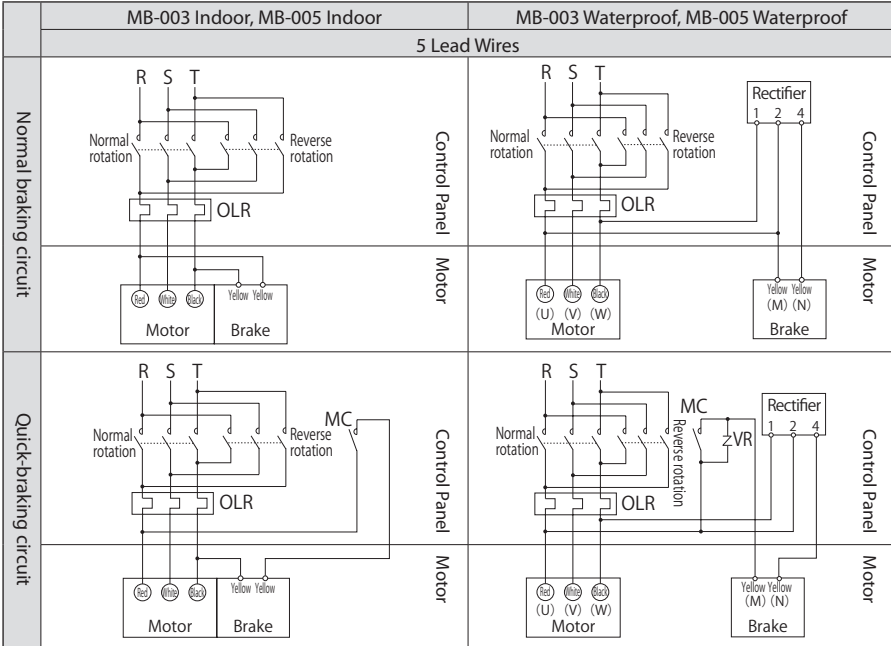 MB-003 Indoor, MB-005 Indoor
MB-003 Waterproof, MB-005 Waterproof
5 Lead Wires
Normal braking circuit
R S T
Normal
rotation
Reverse
rotation
OLR
Control Panel
Red White Black
Yellow Yellow
Motor Brake
Motor
R S T
Normal
rotation
Reverse
rotation
OLR
Rectifier
1 2 4
Control Panel
Red White Black
(U) (V) (W)
Motor
Yellow Yellow
(M) (N)
Brake
Motor
Quick-braking circuit
R S T
Normal
rotation
Reverse
rotation
MC
OLR
Control Panel
Red White Black
Yellow Yellow
Motor Brake
Motor
R S T
Normal
rotation
Reverse rotation
MC
VR
Rectifier
1 2 4
OLR
Control Panel
Red White Black
(U) (V) (W)
Motor
Yellow Yellow
(M) (N)
Brake
Motor